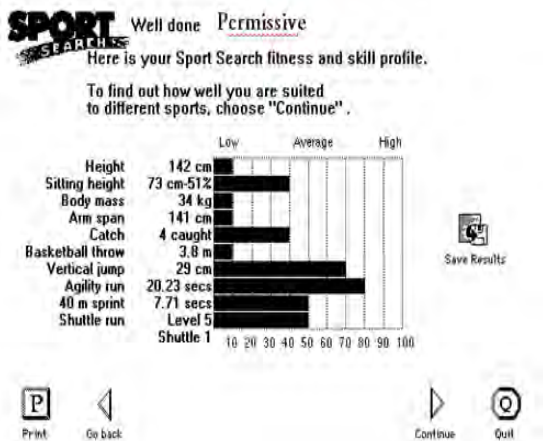 SPORT
SEARCH
Well done Permissive
Here is your Sport Search fitness and skill profile.
To find out how well you are suited
to different sports, choose "Continue" .
Low Average High
Height 142 cm
Sitting height 73 cm-51%
Body mass 34 kg
Arm span 141 cm
Catch 4 caught
Basketball throw 3.8 m
Vertical jump 29 cm
Agility run 20.23 secs
40 m sprint 7.71 secs
Shuttle run Level 5
Shuttle 1
10 20 30 40 50 60 70 80 90 100
Save Results
P
Q
Print
Go back
Continue
Quit